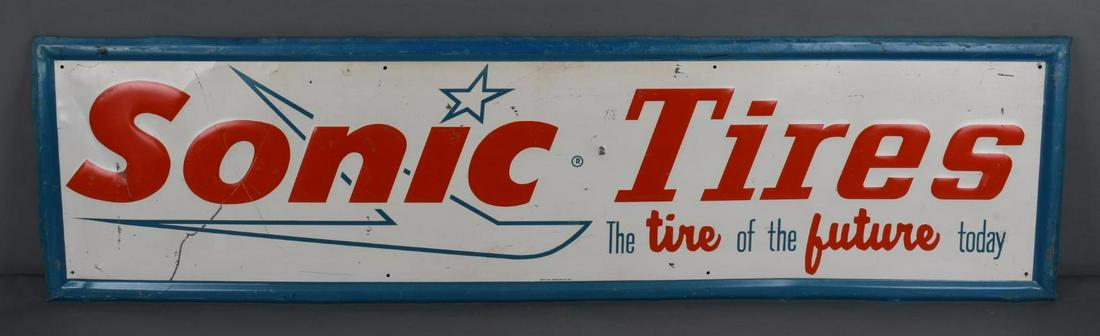 Sonic® Tires
The tire of the future today